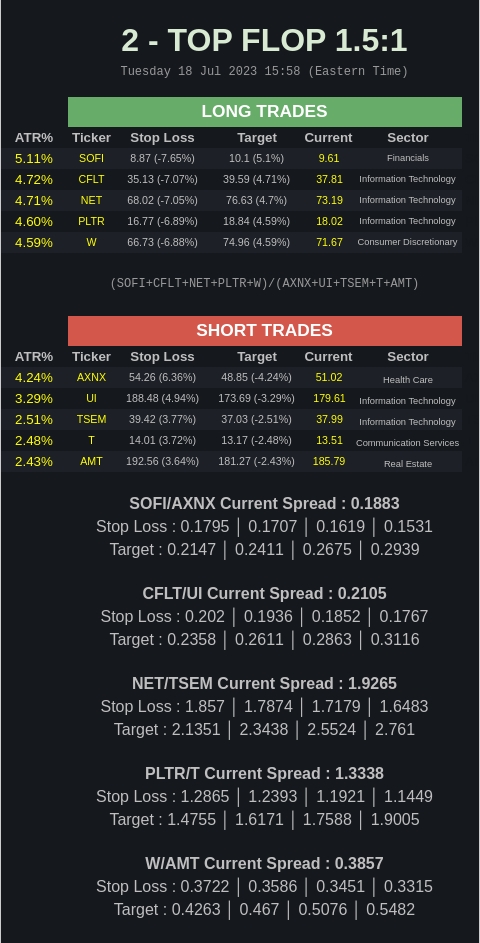 2 - TOP FLOP 1.5:1
Tuesday 18 Jul 2023 15:58 (Eastern Time)
LONG TRADES
ATR% Ticker Stop Loss Target Current Sector
5.11% SOFI 8.87 (-7.65%) 10.1 (5.1%) 9.61 Financials
4.72% CFLT 35.13 (-7.07%) 39.59 (4.71%) 37.81 Information Technology
4.71% NET 68.02 (-7.05%) 76.63 (4.7%) 73.19 Information Technology
4.60% PLTR 16.77 (-6.89%) 18.84 (4.59%) 18.02 Information Technology
4.59% W 66.73 (-6.88%) 74.96 (4.59%) 71.67 Consumer Discretionary
(SOFI+CFLT+NET+PLTR+W)/(AXNX+UI+TSEM+T+AMT)
SHORT TRADES
ATR% Ticker Stop Loss Target Current Sector
4.24% AXNX 54.26 (6.36%) 48.85 (-4.24%) 51.02 Health Care
3.29% UI 188.48 (4.94%) 173.69 (-3.29%) 179.61 Information Technology
2.51% TSEM 39.42 (3.77%) 37.03 (-2.51%) 37.99 Information Technology
2.48% T 14.01 (3.72%) 13.17 (-2.48%) 13.51 Communication Services
2.43% AMT 192.56 (3.64%) 181.27 (-2.43%) 185.79 Real Estate
SOFI/AXNX Current Spread : 0.1883
Stop Loss : 0.1795 │ 0.1707 │ 0.1619 │ 0.1531
Target : 0.2147 │ 0.2411 │ 0.2675 │ 0.2939
CFLT/UI Current Spread : 0.2105
Stop Loss : 0.202 │ 0.1936 │ 0.1852 │ 0.1767
Target : 0.2358 │ 0.2611 │ 0.2863 │ 0.3116
NET/TSEM Current Spread : 1.9265
Stop Loss : 1.857 │ 1.7874 │ 1.7179 │ 1.6483
Target : 2.1351 │ 2.3438 │ 2.5524 │ 2.761
PLTR/T Current Spread : 1.3338
Stop Loss : 1.2865 │ 1.2393 │ 1.1921 │ 1.1449
Target : 1.4755 │ 1.6171 │ 1.7588 │ 1.9005
W/AMT Current Spread : 0.3857
Stop Loss : 0.3722 │ 0.3586 │ 0.3451 │ 0.3315
Target : 0.4263 │ 0.467 │ 0.5076 │ 0.5482